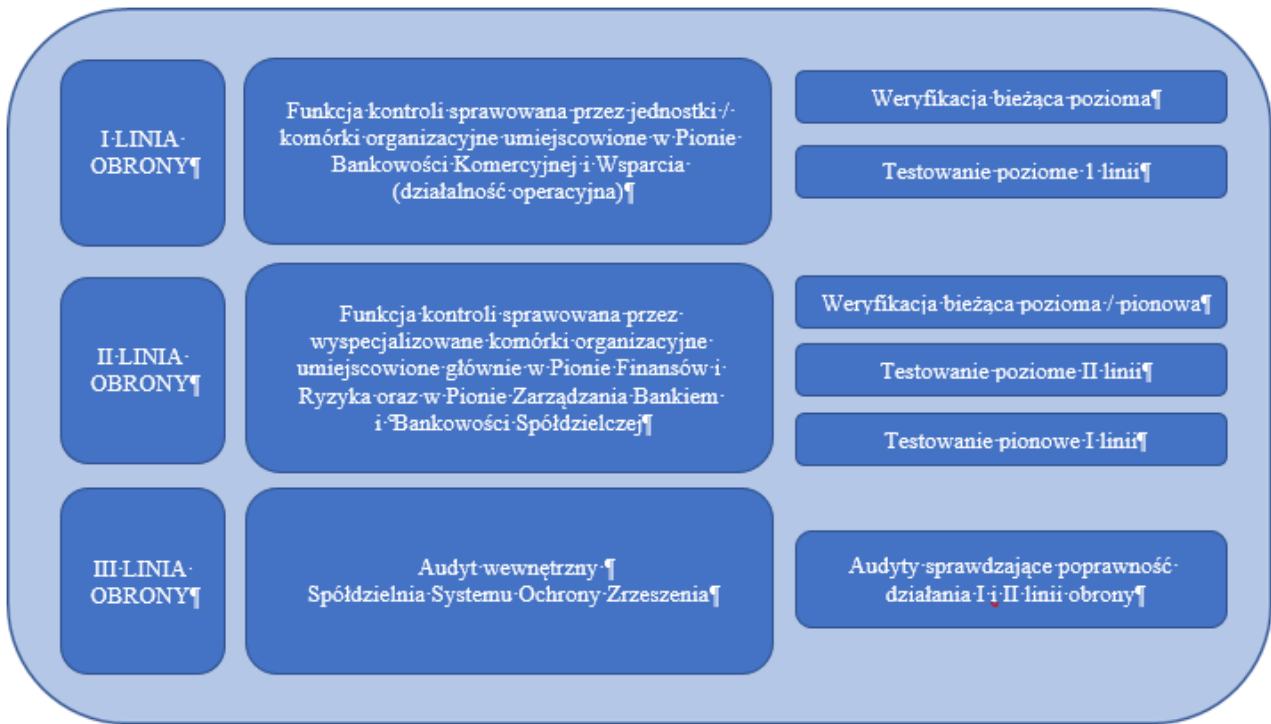 I LINIA
OBRONY¶
Funkcja kontroli sprawowana przez jednostki /
komórki organizacyjne umiejscowione w Pionie
Bankowości Komercyjnej i Wsparcia
(działalność operacyjna)¶
Weryfikacja bieżąca pozioma¶
Testowanie poziome 1 linii¶
II LINIA
OBRONY¶
Funkcja kontroli sprawowana przez
wyspecjalizowane komórki organizacyjne
umiejscowione głównie w Pionie Finansów i
Ryzyka oraz w Pionie Zarządzania Bankiem
i Bankowości Spółdzielczej¶
Weryfikacja bieżąca pozioma / pionowa¶
Testowanie poziome II linii¶
Testowanie pionowe I linii¶
III LINIA
OBRONY¶
Audyt wewnętrzny ¶
Spółdzielnia Systemu Ochrony Zrzeszenia¶
Audyty sprawdzające poprawność
działania I i II linii obrony¶